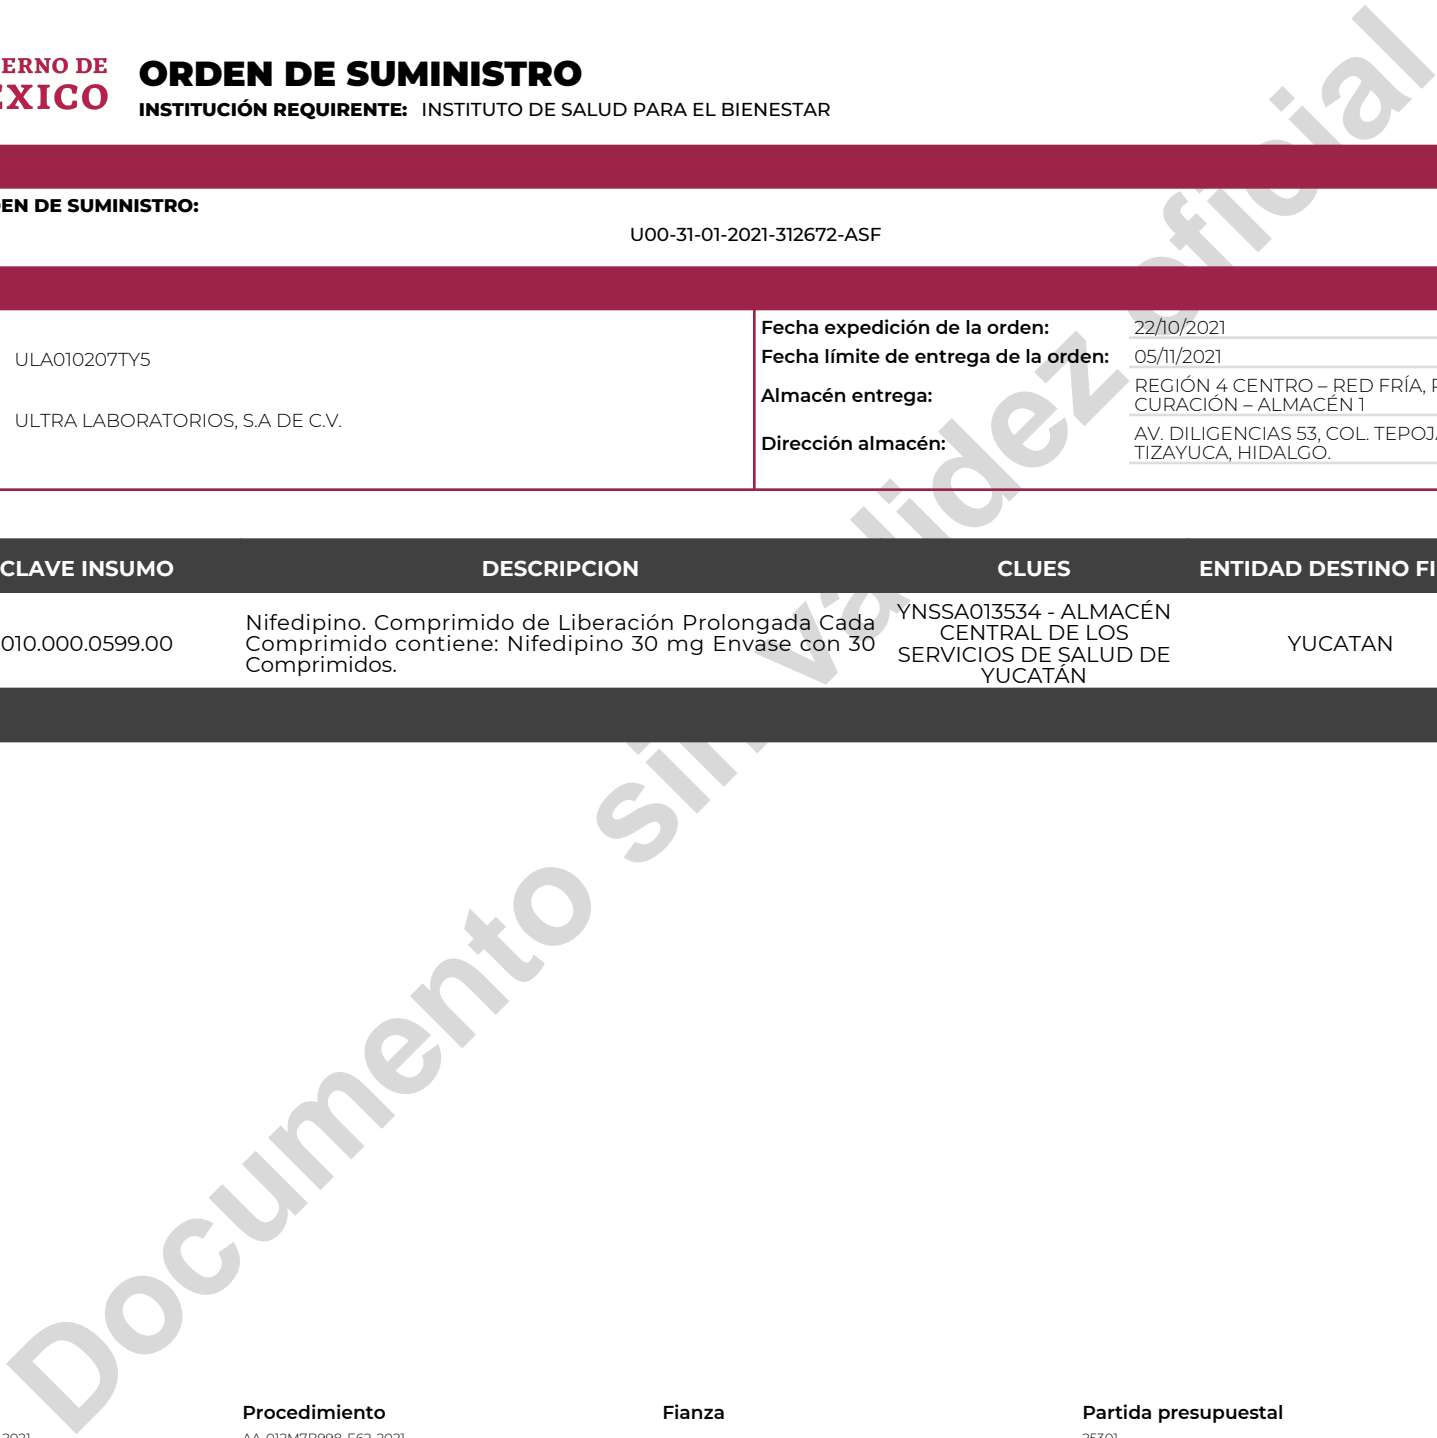 ERNO DE
ÉXICO
ORDEN DE SUMINISTRO
INSTITUCIÓN REQUIRENTE: INSTITUTO DE SALUD PARA EL BIENESTAR
EN DE SUMINISTRO:
U00-31-01-2021-312672-ASF
ULA010207TY5
ULTRA LABORATORIOS, S.A DE C.V.
Fecha expedición de la orden: 22/10/2021
Fecha límite de entrega de la orden: 05/11/2021
Almacén entrega: REGIÓN 4 CENTRO – RED FRÍA,
CURACIÓN – ALMACÉN 1
Dirección almacén: AV. DILIGENCIAS 53, COL. TEPOJA
TIZAYUCA, HIDALGO.
CLAVE INSUMO DESCRIPCION CLUES ENTIDAD DESTINO FI
010.000.0599.00
Nifedipino. Comprimido de Liberación Prolongada Cada
Comprimido contiene: Nifedipino 30 mg Envase con 30
Comprimidos.
YNSSA013534 - ALMACÉN
CENTRAL DE LOS
SERVICIOS DE SALUD DE
YUCATÁN
YUCATAN
Documento sin validez oficial
Procedimiento Fianza Partida presupuestal